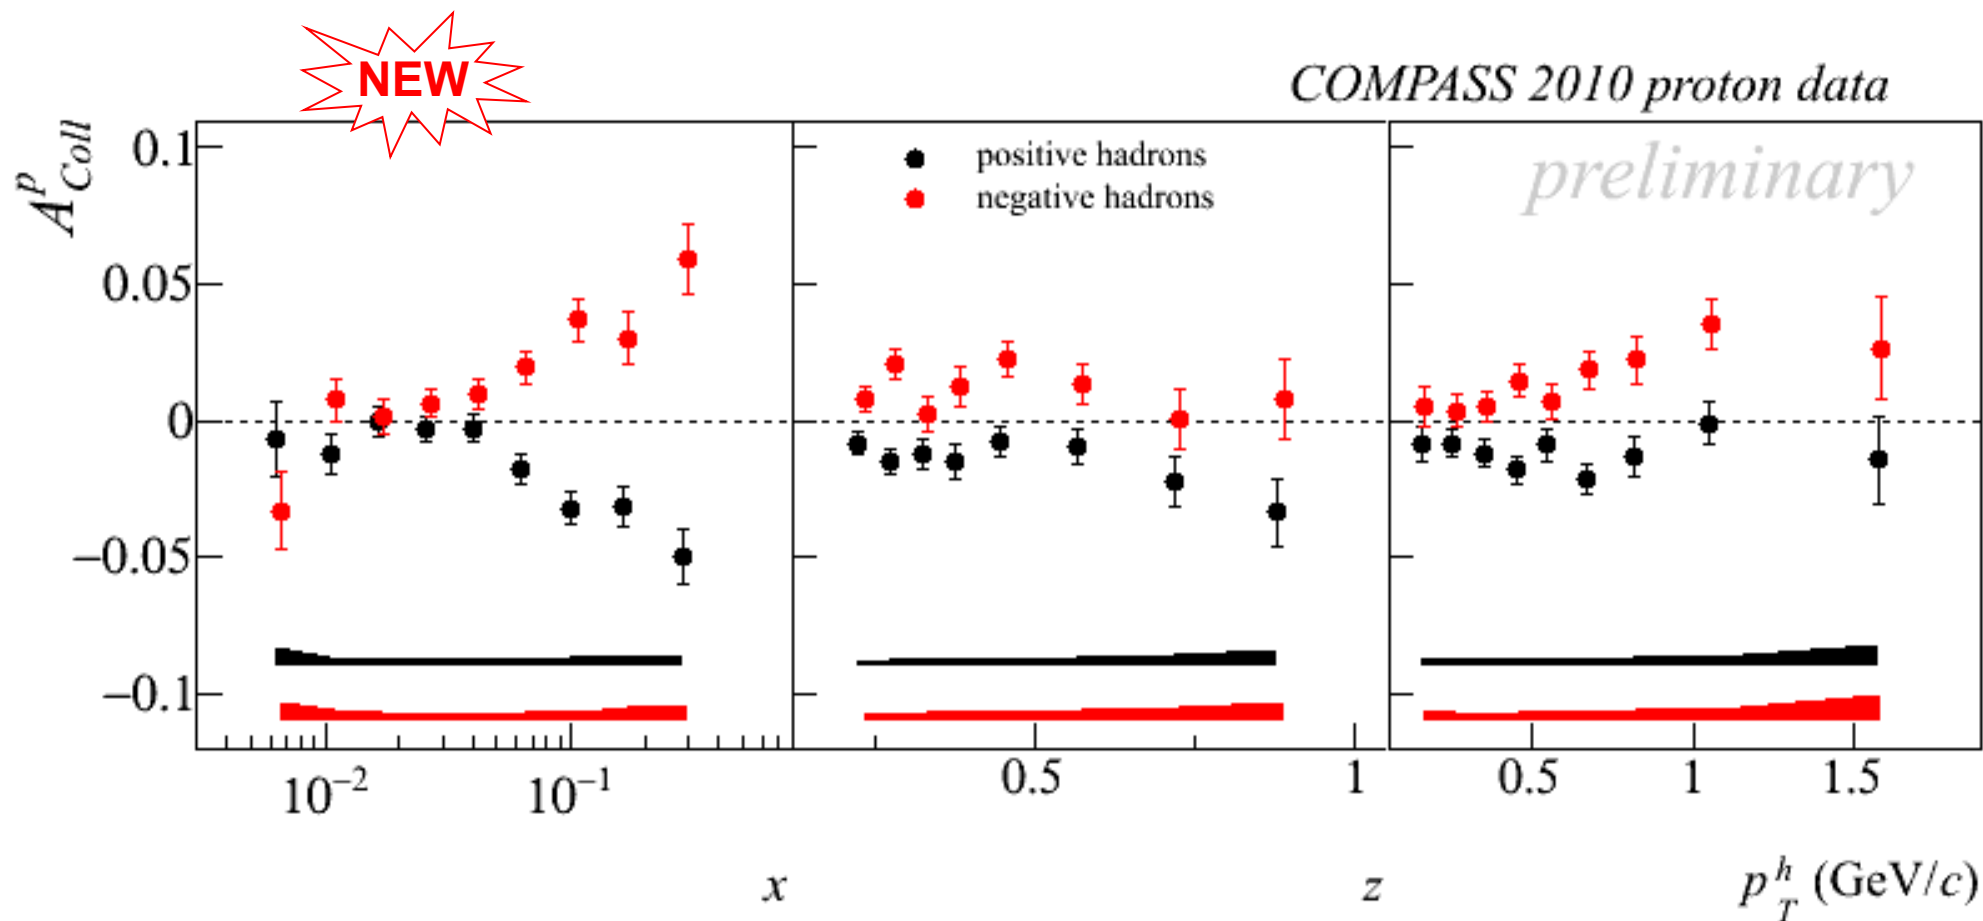 NEW
COMPASS 2010 proton data
A^p_Coll
0.1
0.05
0
−0.05
−0.1
positive hadrons
negative hadrons
preliminary
10^−2 10^−1
0.5 1
0.5 1 1.5
x
z
p_T^h (GeV/c)